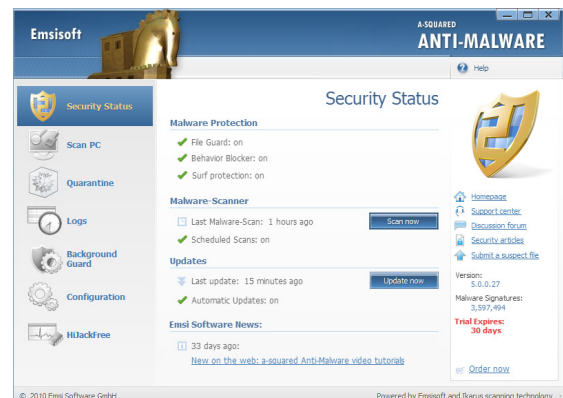 Emsisoft
A-SQUARED
ANTI-MALWARE
Help
Security Status
Scan PC
Quarantine
Logs
Background
Guard
Configuration
HiJackFree
Security Status
Malware Protection
File Guard: on
Behavior Blocker: on
Surf protection: on
Malware-Scanner
Last Malware-Scan: 1 hours ago
Scan now
Scheduled Scans: on
Updates
Last update: 15 minutes ago
Update now
Automatic Updates: on
Emsi Software News:
33 days ago:
New on the web: a-squared Anti-Malware video tutorials
Homepage
Support center
Discussion forum
Security articles
Submit a suspect file
Version:
5.0.0.27
Malware Signatures:
3,597,494
Trial Expires:
30 days
Order now
© 2010 Emsi Software GmbH
Powered by Emsisoft and Ikarus scanning technology